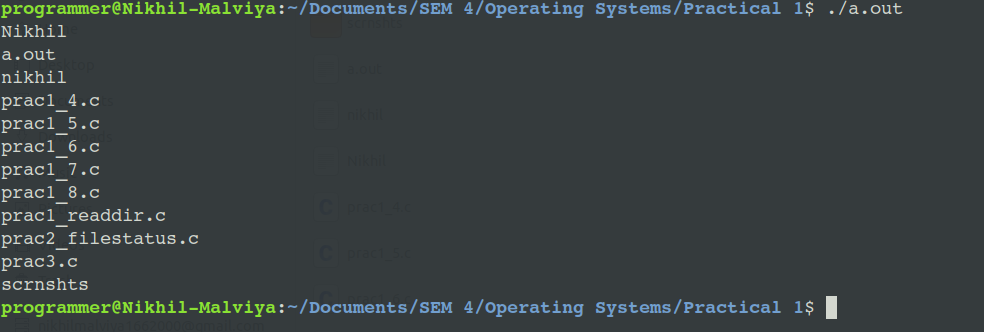 programmer@Nikhil-Malviya:~/Documents/SEM 4/Operating Systems/Practical 1$ ./a.out
Nikhil
a.out
nikhil
prac1_4.c
prac1_5.c
prac1_6.c
prac1_7.c
prac1_8.c
prac1_readdir.c
prac2_filestatus.c
prac3.c
scrnshts
programmer@Nikhil-Malviya:~/Documents/SEM 4/Operating Systems/Practical 1$